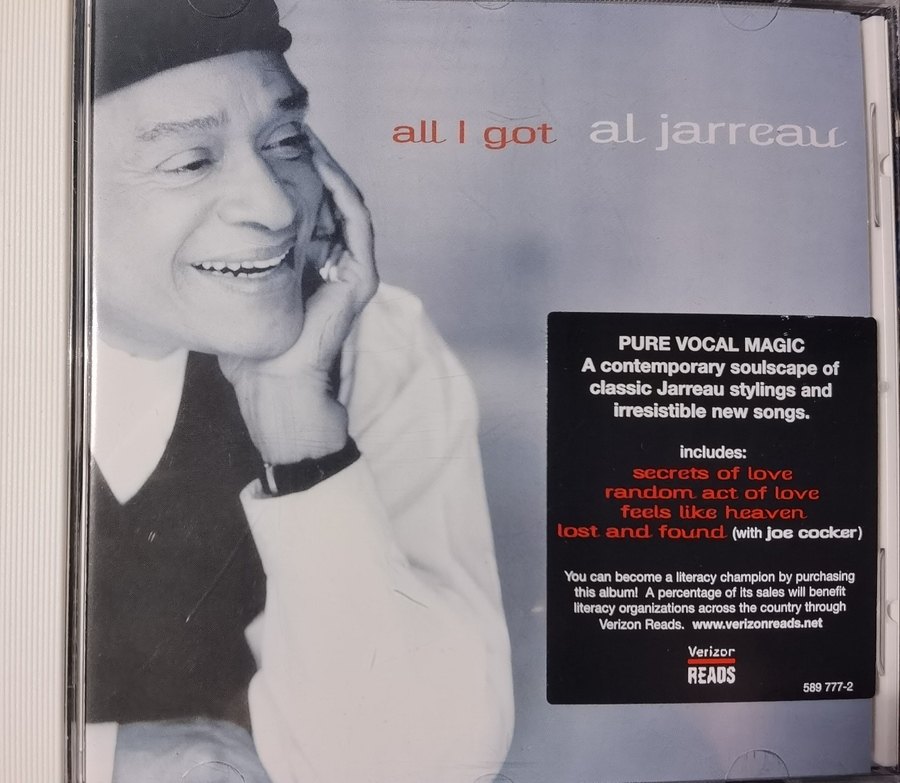 all I got al jarreau
PURE VOCAL MAGIC
A contemporary soulscape of
classic Jarreau stylings and
irresistible new songs.
includes:
secrets of love
random act of love
feels like heaven
lost and found (with joe cocker)
You can become a literacy champion by purchasing
this album! A percentage of its sales will benefit
literacy organizations across the country through
Verizon Reads. www.verizonreads.net
Verizon
READS
589 777-2